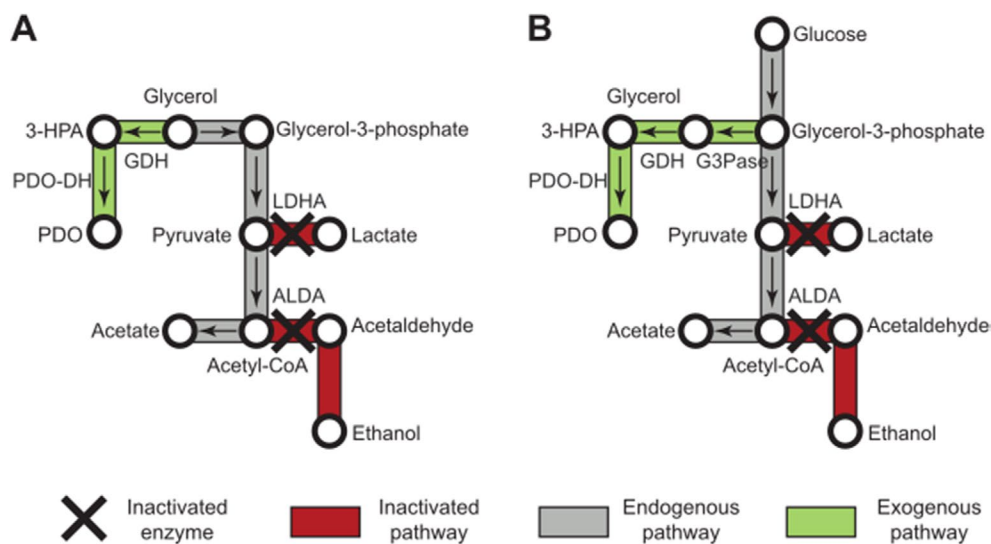 A
Glycerol
3-HPA
Glycerol-3-phosphate
GDH
PDO-DH
LDHA
PDO
Pyruvate
Lactate
ALDA
Acetate
Acetaldehyde
Acetyl-CoA
Ethanol
B
Glucose
Glycerol
3-HPA
Glycerol-3-phosphate
GDH
G3Pase
PDO-DH
LDHA
PDO
Pyruvate
Lactate
ALDA
Acetate
Acetaldehyde
Acetyl-CoA
Ethanol
Inactivated
enzyme
Inactivated
pathway
Endogenous
pathway
Exogenous
pathway